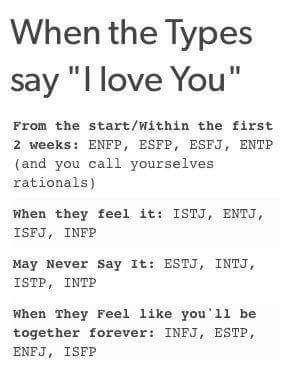 When the Types
say "I love You"
From the start/Within the first
2 weeks: ENFP, ESFP, ESFJ, ENTP
(and you call yourselves
rationals)
When they feel it: ISTJ, ENTJ,
ISFJ, INFP
May Never Say It: ESTJ, INTJ,
ISTP, INTP
When They Feel like you'll be
together forever: INFJ, ESTP,
ENFJ, ISFP